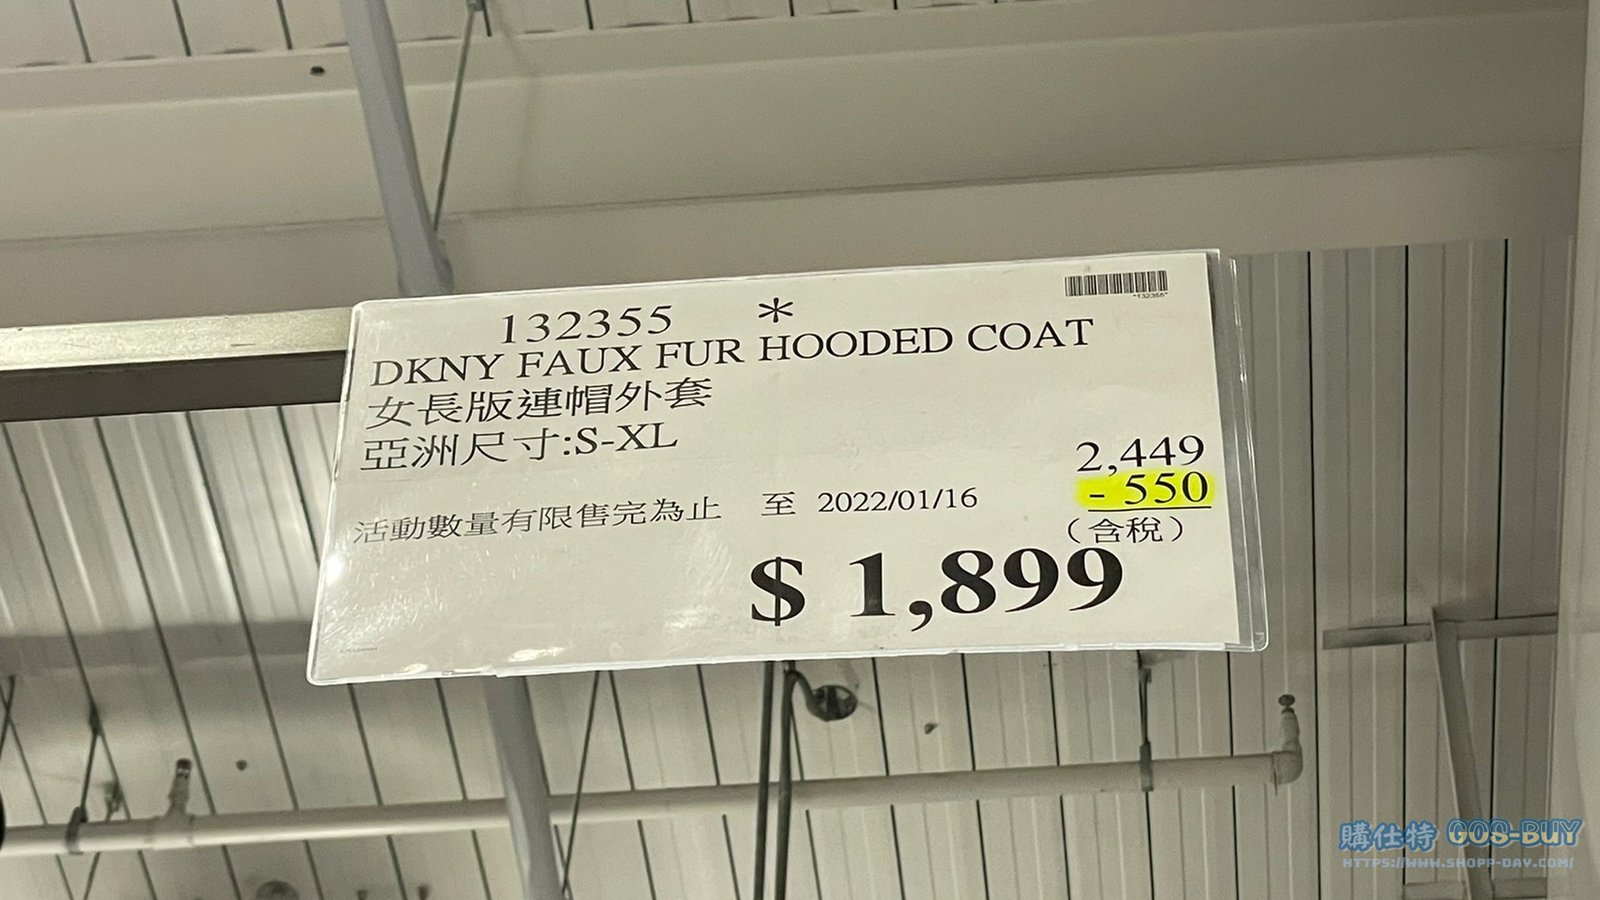 132355 *
*132355*
DKNY FAUX FUR HOODED COAT
女長版連帽外套
亞洲尺寸:S-XL
2,449
- 550
活動數量有限售完為止 至 2022/01/16
(含稅)
$ 1,899
購仕特 GOS-BUY
HTTPS://WWW.SHOPP-DAY.COM/